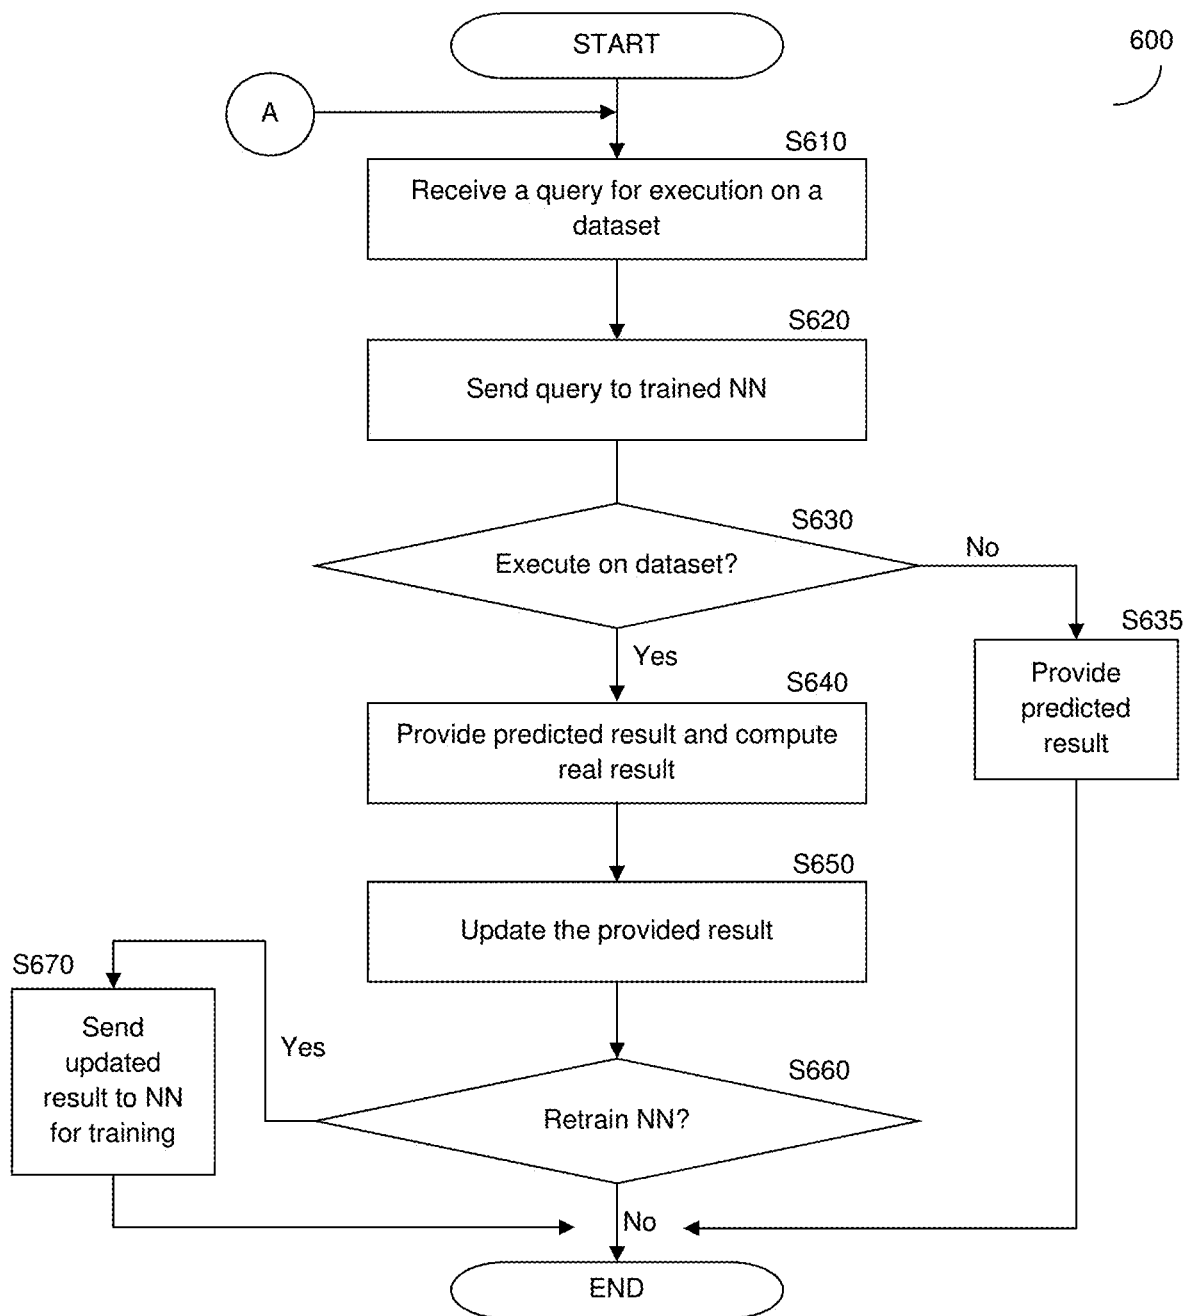 START
600
A
S610
Receive a query for execution on a
dataset
S620
Send query to trained NN
S630
Execute on dataset?
No
S635
Yes
Provide
predicted
result
S640
Provide predicted result and compute
real result
S650
Update the provided result
S670
Send
updated
result to NN
for training
Yes
S660
Retrain NN?
No
END